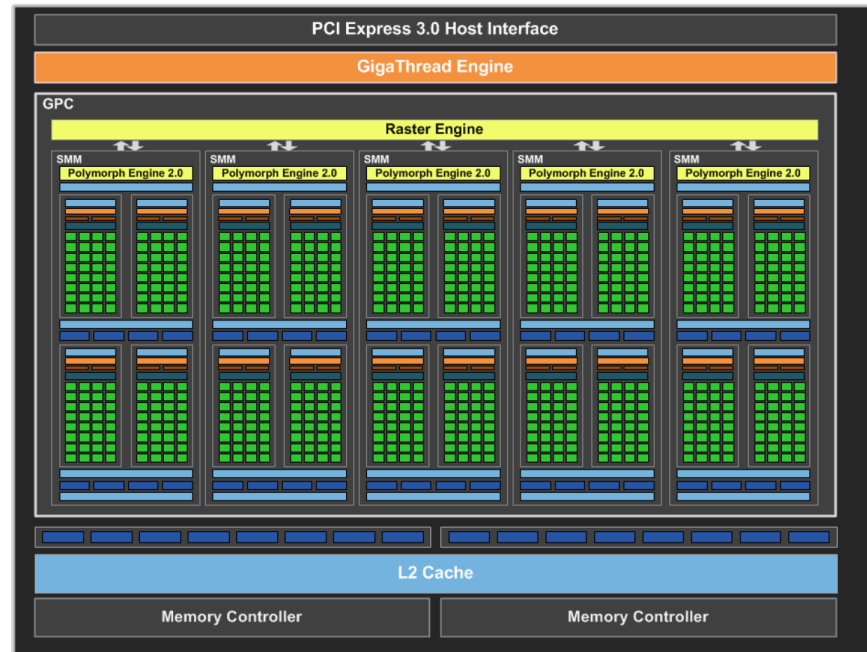 PCI Express 3.0 Host Interface
GigaThread Engine
GPC
Raster Engine
SMM SMM SMM SMM SMM
Polymorph Engine 2.0 Polymorph Engine 2.0 Polymorph Engine 2.0 Polymorph Engine 2.0 Polymorph Engine 2.0
L2 Cache
Memory Controller Memory Controller